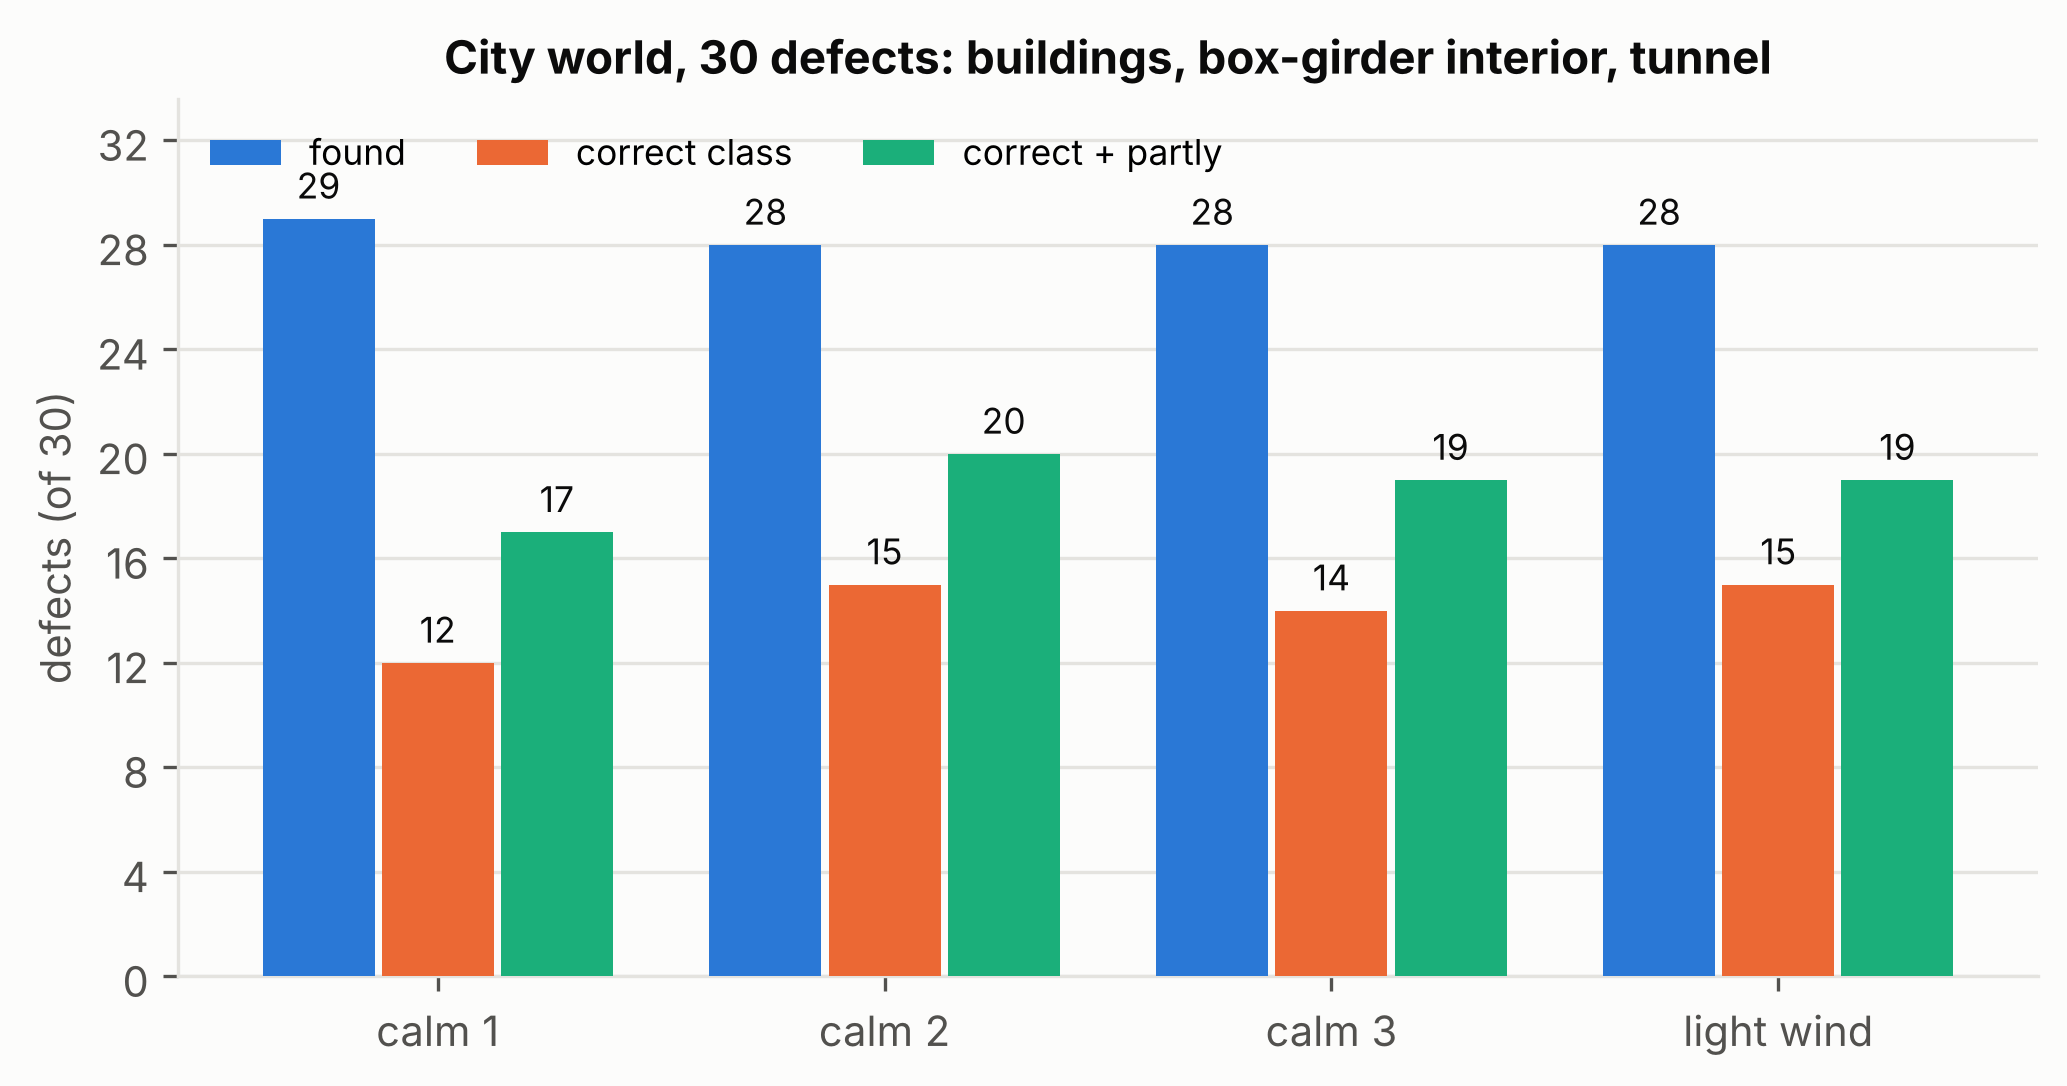 City world, 30 defects: buildings, box-girder interior, tunnel
found
correct class
correct + partly
defects (of 30)
32
28
24
20
16
12
8
4
0
29
12
17
28
15
20
28
14
19
28
15
19
calm 1
calm 2
calm 3
light wind